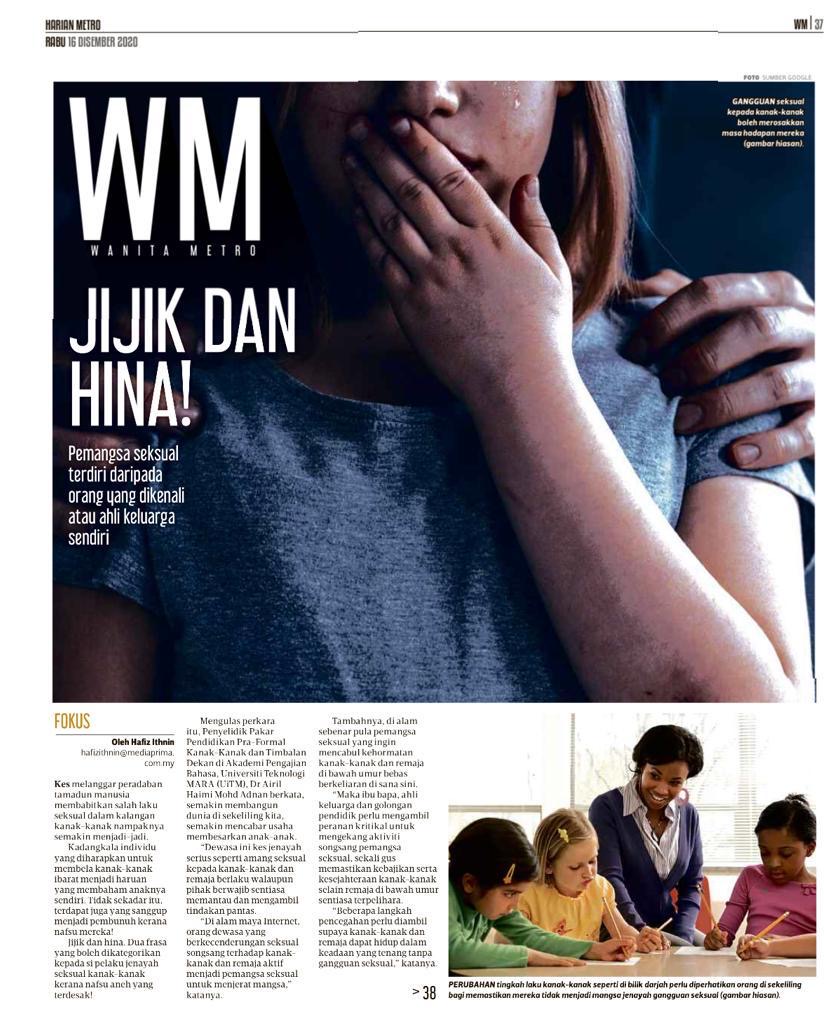 HARIAN METRO
WM | 37
RABU 16 DISEMBER 2020
FOTO SUMBER GOOGLE
GANGGUAN seksual
kepada kanak-kanak
boleh merosakkan
masa hadapan mereka
(gambar hiasan).
WM
WANITA METRO
JIJIK DAN
HINA!
Pemangsa seksual
terdiri daripada
orang yang dikenali
atau ahli keluarga
sendiri
FOKUS
Oleh Hafiz Ithnin
hafizithnin@mediaprima.
com.my
Kes melanggar peradaban
tamadun manusia
membabitkan salah laku
seksual dalam kalangan
kanak-kanak nampaknya
semakin menjadi-jadi.
Kadangkala individu
yang diharapkan untuk
membela kanak-kanak
ibarat menjadi haruan
yang membaham anaknya
sendiri. Tidak sekadar itu,
terdapat juga yang sanggup
menjadi pembunuh kerana
nafsu mereka!
Jijik dan hina. Dua frasa
yang boleh dikategorikan
kepada si pelaku jenayah
seksual kanak-kanak
kerana nafsu aneh yang
terdesak!
Mengulas perkara
itu, Penyelidik Pakar
Pendidikan Pra-Formal
Kanak-Kanak dan Timbalan
Dekan di Akademi Pengajian
Bahasa, Universiti Teknologi
MARA (UiTM), Dr Airil
Haimi Mohd Adnan berkata,
semakin membangun
dunia di sekeliling kita,
semakin mencabar usaha
membesarkan anak-anak.
"Dewasa ini kes jenayah
serius seperti amang seksual
kepada kanak-kanak dan
remaja berlaku walaupun
pihak berwajib sentiasa
memantau dan mengambil
tindakan pantas.
"Di alam maya Internet,
orang dewasa yang
berkecenderungan seksual
songsang terhadap kanak-
kanak dan remaja aktif
menjadi pemangsa seksual
untuk menjerat mangsa,"
katanya.
Tambahnya, di alam
sebenar pula pemangsa
seksual yang ingin
mencabul kehormatan
kanak-kanak dan remaja
di bawah umur bebas
berkeliaran di sana sini.
"Maka ibu bapa, ahli
keluarga dan golongan
pendidik perlu mengambil
peranan kritikal untuk
mengekang aktiviti
songsang pemangsa
seksual, sekali gus
memastikan kebajikan serta
kesejahteraan kanak-kanak
selain remaja di bawah umur
sentiasa terpelihara.
"Beberapa langkah
pencegahan perlu diambil
supaya kanak-kanak dan
remaja dapat hidup dalam
keadaan yang tenang tanpa
gangguan seksual," katanya.
> 38
PERUBAHAN tingkah laku kanak-kanak seperti di bilik darjah perlu diperhatikan orang di sekeliling
bagi memastikan mereka tidak menjadi mangsa jenayah gangguan seksual (gambar hiasan).